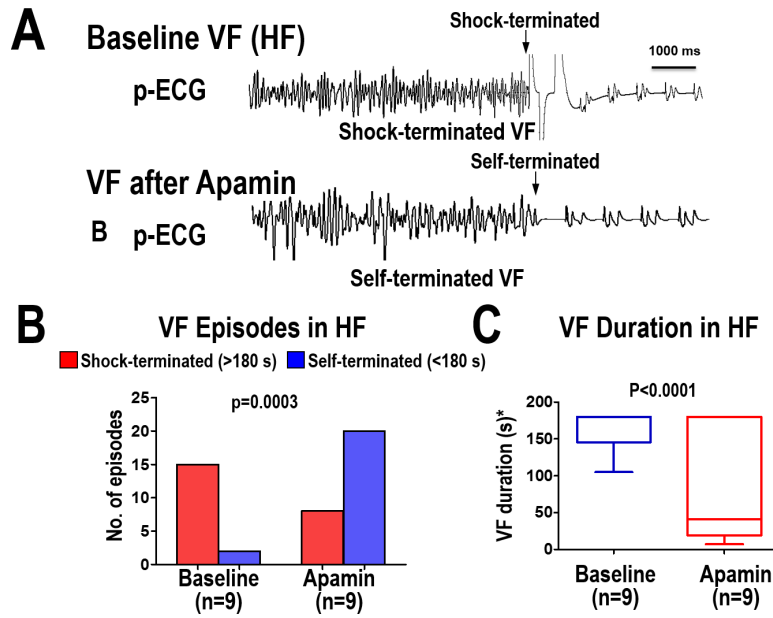 A
Baseline VF (HF)
Shock-terminated
1000 ms
p-ECG
Shock-terminated VF
Self-terminated
VF after Apamin
B p-ECG
Self-terminated VF
B
VF Episodes in HF
Shock-terminated (>180 s)
Self-terminated (<180 s)
p=0.0003
No. of episodes
25
20
15
10
5
0
Baseline
(n=9)
Apamin
(n=9)
C
VF Duration in HF
P<0.0001
VF duration (s)*
200
150
100
50
0
Baseline
(n=9)
Apamin
(n=9)